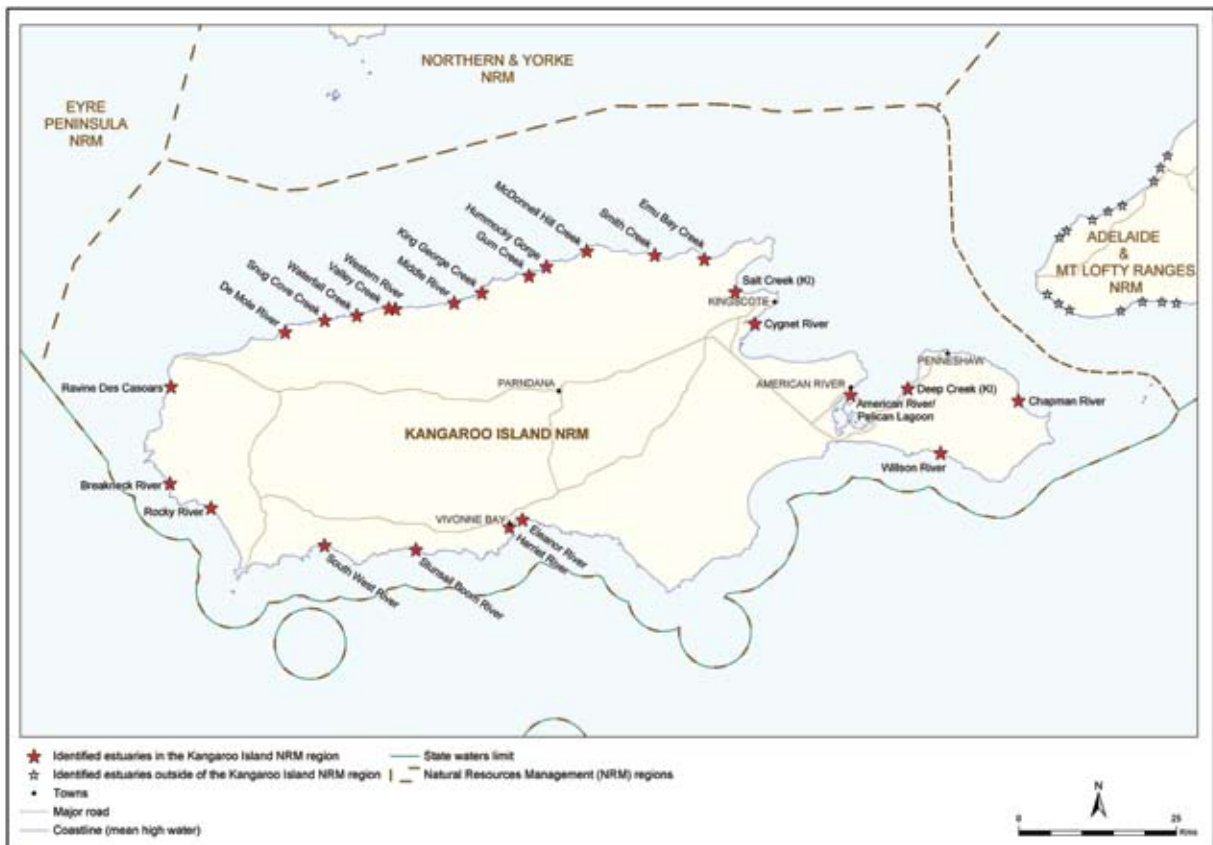 NORTHERN & YORKE
NRM
EYRE
PENINSULA
NRM
ADELAIDE
&
MT LOFTY RANGES
NRM
De Mole River
Snug Cove Creek
Waterfall Creek
Valley Creek
Western River
Middle River
King George Creek
Gum Creek
Hummocky Gorge
McDonnell Hill Creek
Smith Creek
Emu Bay Creek
Salt Creek (KI)
KINGSCOTE
Cygnet River
Ravine Des Casoars
PARNDANA
AMERICAN RIVER
American River/
Pelican Lagoon
PENNESHAW
Deep Creek (KI)
Chapman River
KANGAROO ISLAND NRM
Willson River
Breakneck River
Rocky River
VIVONNE BAY
Eleanor River
Harriet River
South West River
Stunsail Boom River
Identified estuaries in the Kangaroo Island NRM region
Identified estuaries outside of the Kangaroo Island NRM region
Towns
Major road
Coastline (mean high water)
State waters limit
Natural Resources Management (NRM) regions
N
0 25
Kms